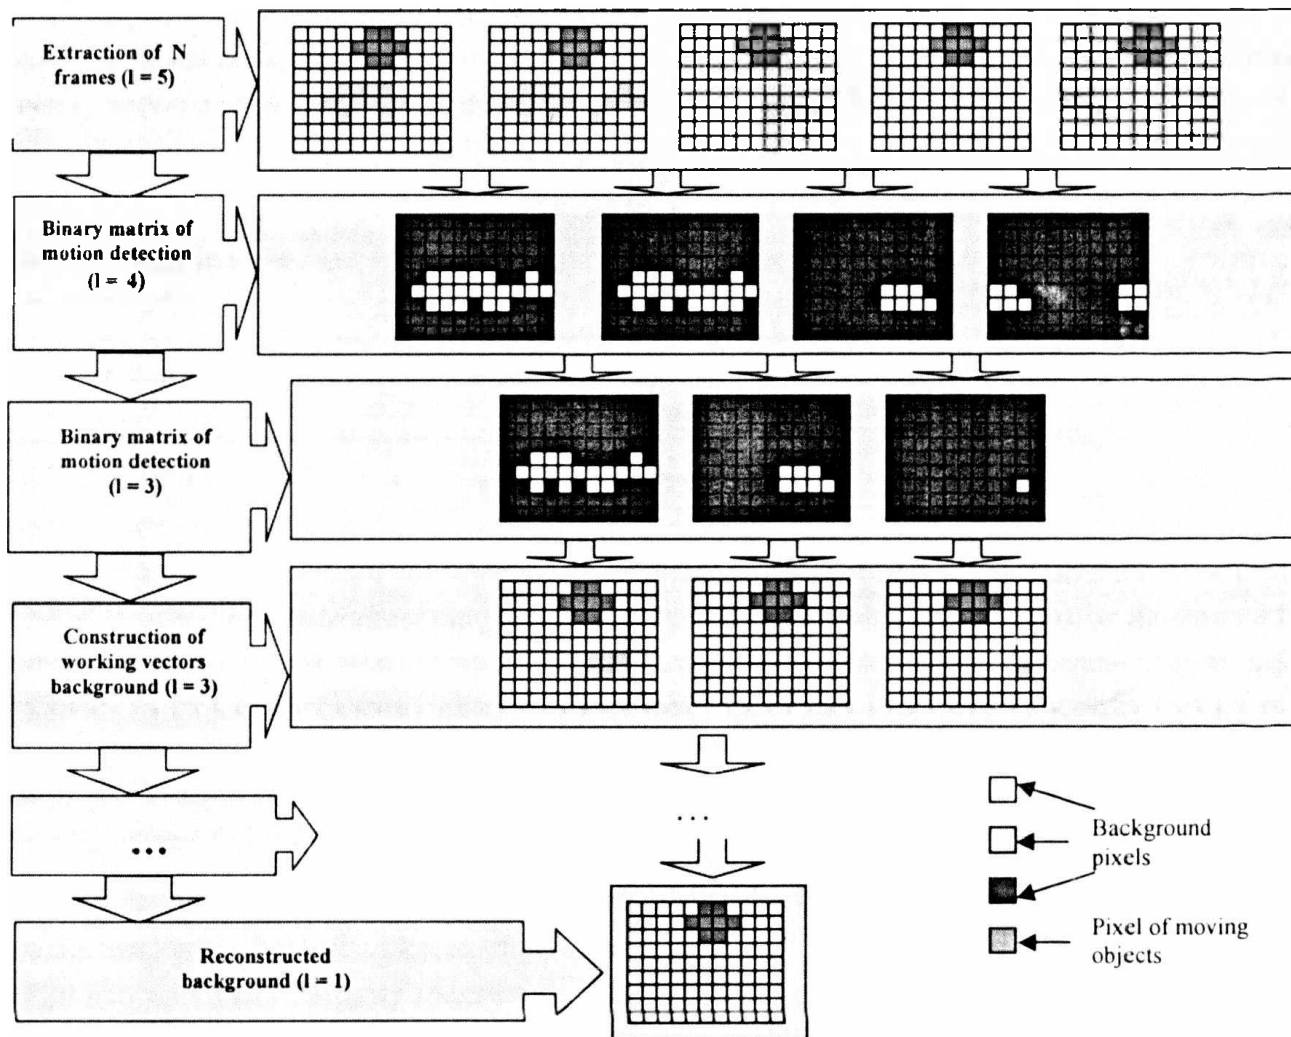 Extraction of N
frames (l = 5)
Binary matrix of
motion detection
(l = 4)
Binary matrix of
motion detection
(l = 3)
Construction of
working vectors
background (l = 3)
...
...
Background
pixels
Pixel of moving
objects
Reconstructed
background (l = 1)